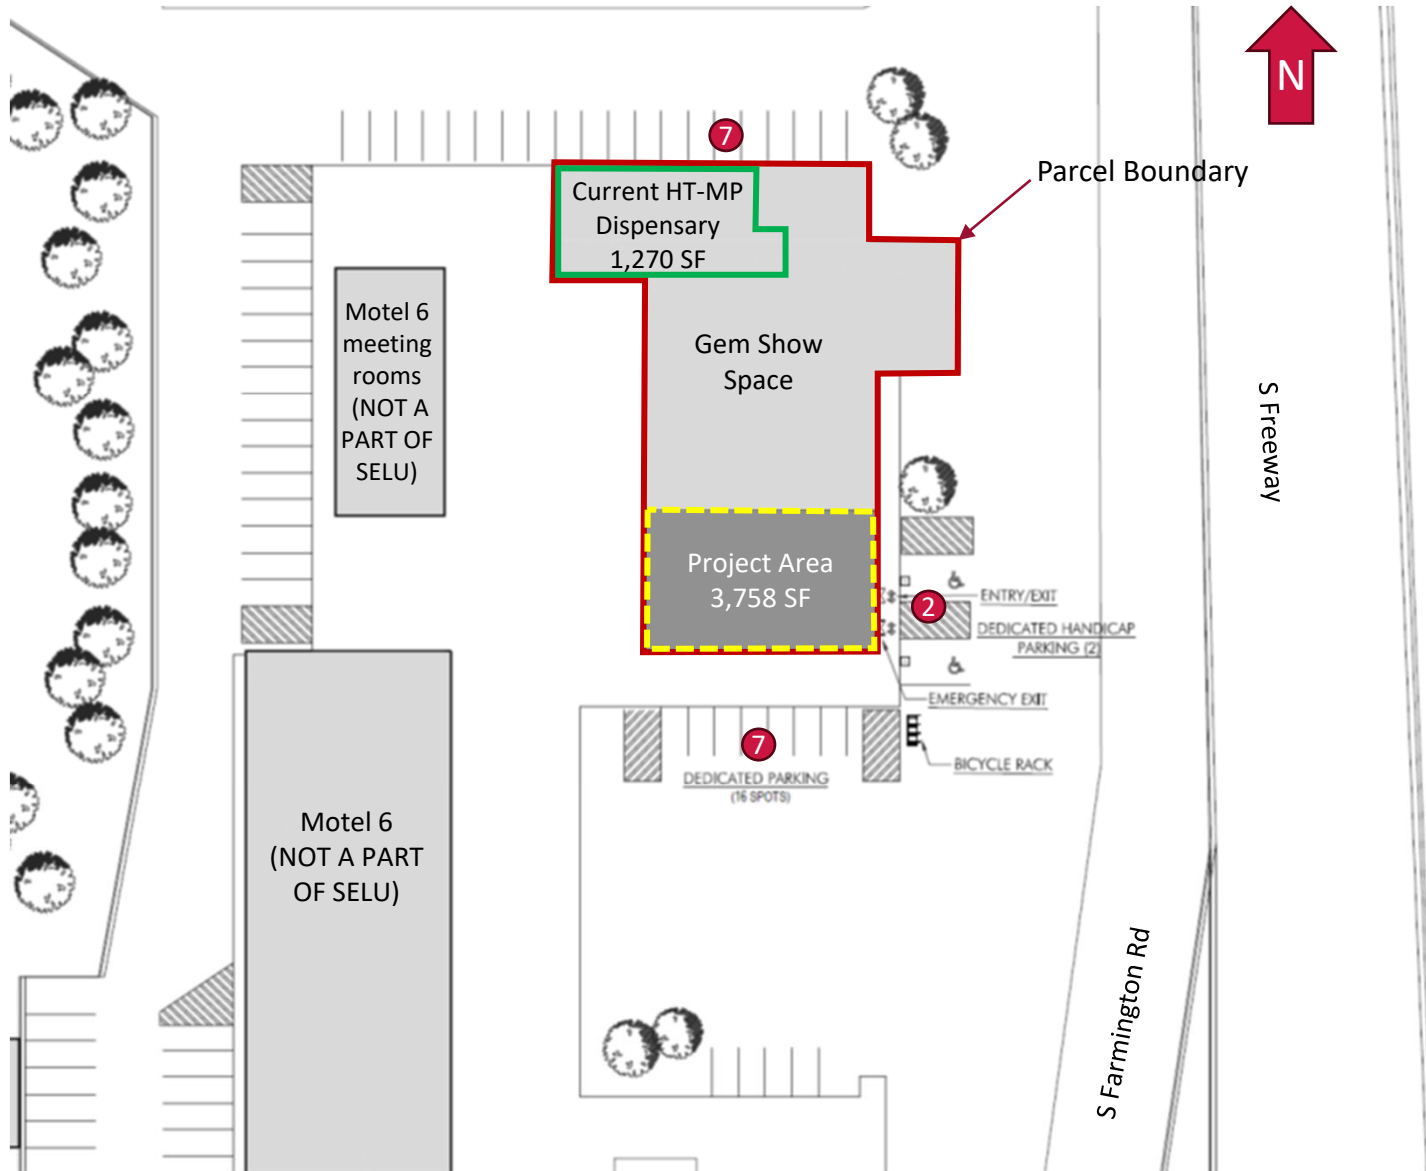 N
7
Parcel Boundary
Current HT-MP
Dispensary
1,270 SF
Motel 6
meeting
rooms
(NOT A
PART OF
SELU)
Gem Show
Space
S Freeway
Project Area
3,758 SF
2
ENTRY/EXIT
DEDICATED HANDICAP
PARKING (2)
EMERGENCY EXIT
7
BICYCLE RACK
DEDICATED PARKING
(16 SPOTS)
Motel 6
(NOT A PART
OF SELU)
S Farmington Rd